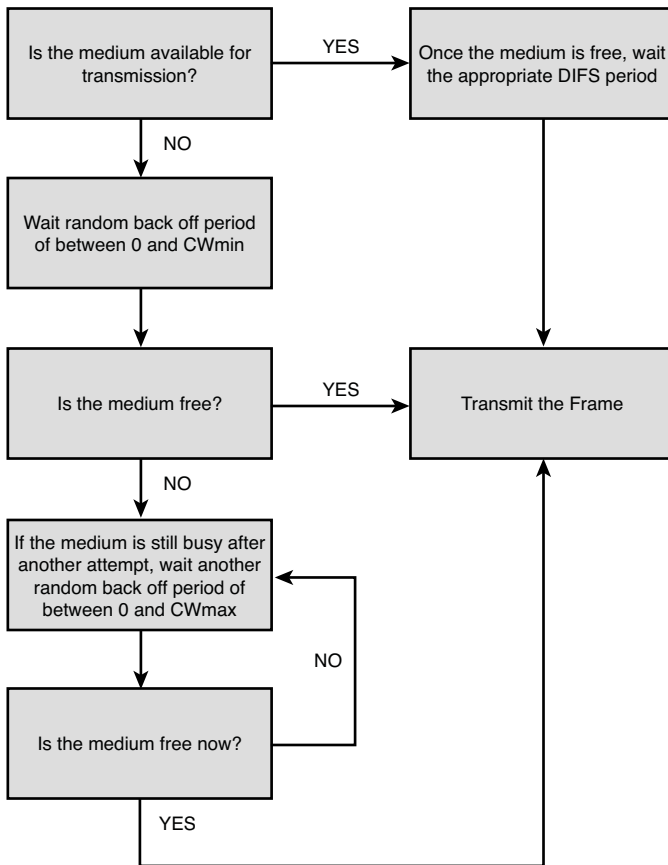 Is the medium available for
transmission?
YES
Once the medium is free, wait
the appropriate DIFS period
NO
Wait random back off period
of between 0 and CWmin
Is the medium free?
YES
Transmit the Frame
NO
If the medium is still busy after
another attempt, wait another
random back off period of
between 0 and CWmax
NO
Is the medium free now?
YES